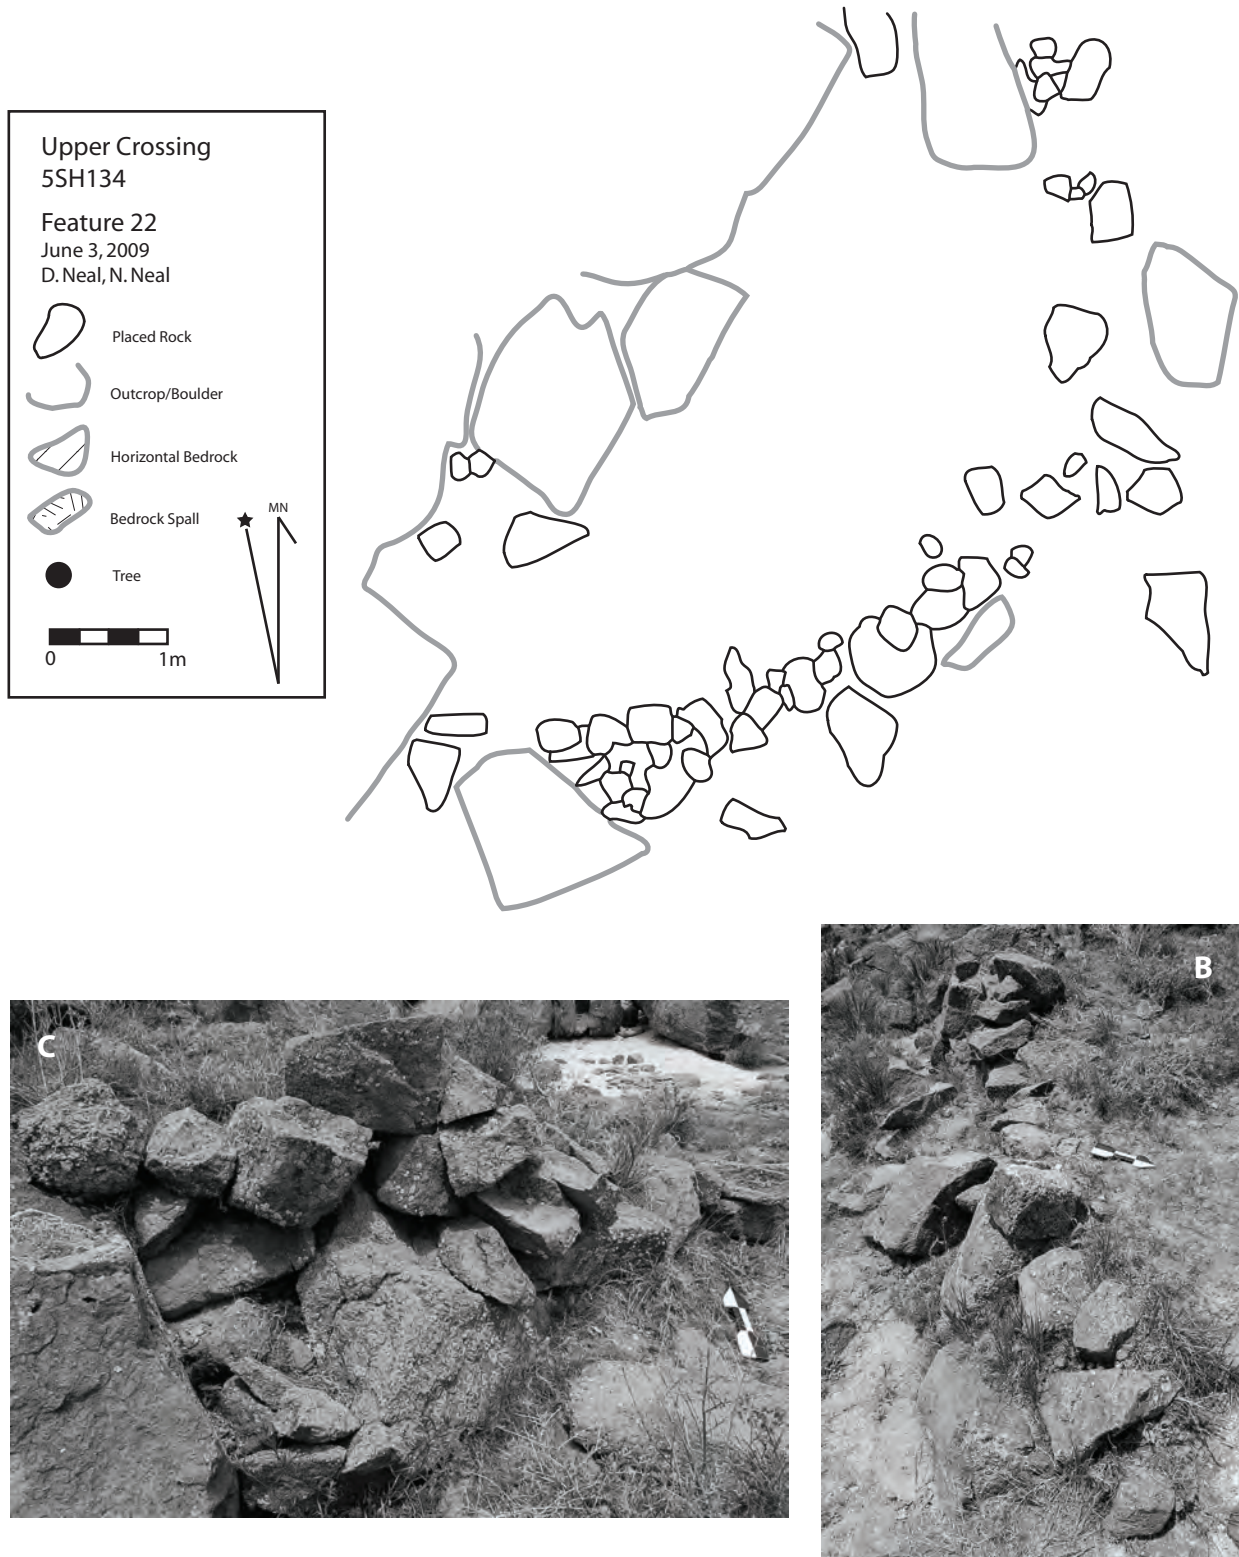 Upper Crossing
5SH134
Feature 22
June 3, 2009
D. Neal, N. Neal
Placed Rock
Outcrop/Boulder
Horizontal Bedrock
Bedrock Spall
MN
Tree
0 1m
B
C